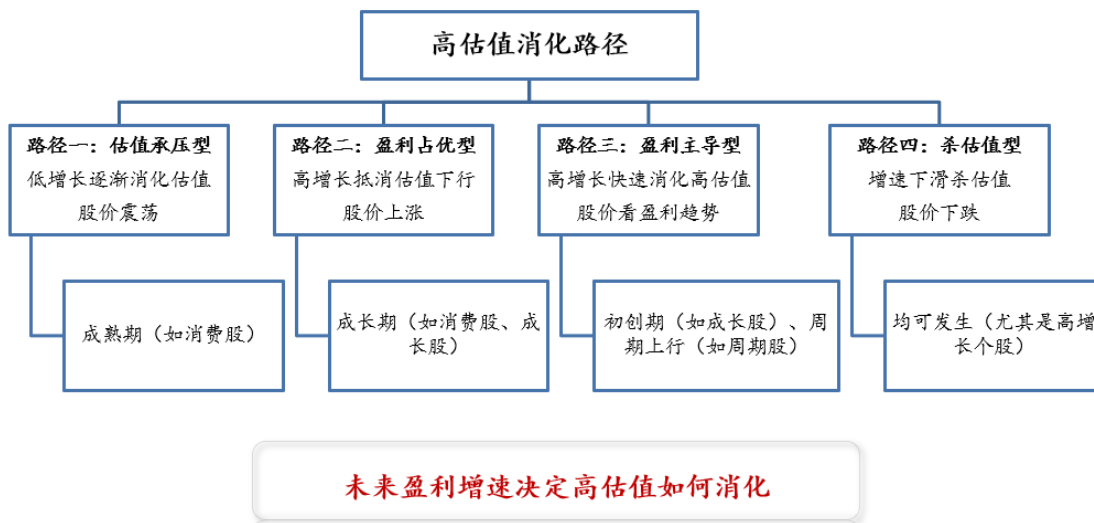 高估值消化路径
路径一：估值承压型
低增长逐渐消化估值
股价震荡
路径二：盈利占优型
高增长抵消估值下行
股价上涨
路径三：盈利主导型
高增长快速消化高估值
股价看盈利趋势
路径四：杀估值型
增速下滑杀估值
股价下跌
成熟期（如消费股）
成长期（如消费股、成
长股）
初创期（如成长股）、周
期上行（如周期股）
均可发生（尤其是高增
长个股）
未来盈利增速决定高估值如何消化